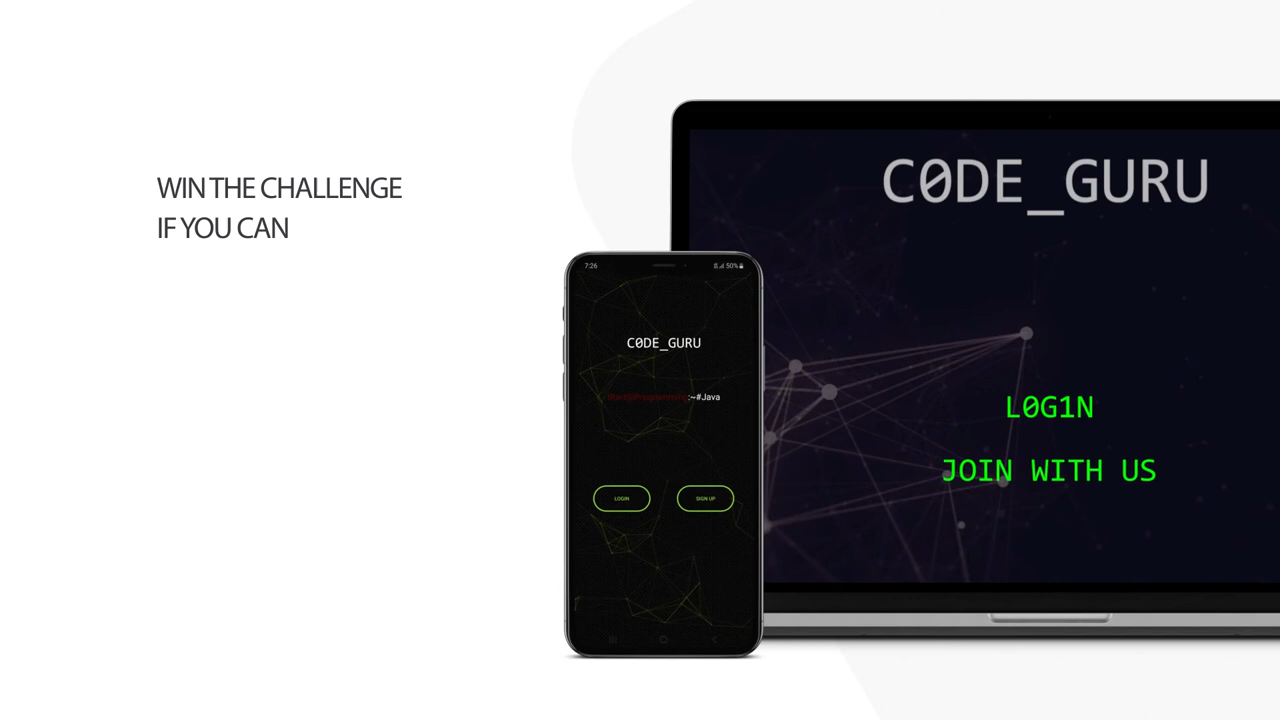 WIN THE CHALLENGE
IF YOU CAN
C0DE_GURU
L0G1N
JOIN WITH US
7:26
50%
C0DE_GURU
:~#Java
LOGIN
SIGN UP